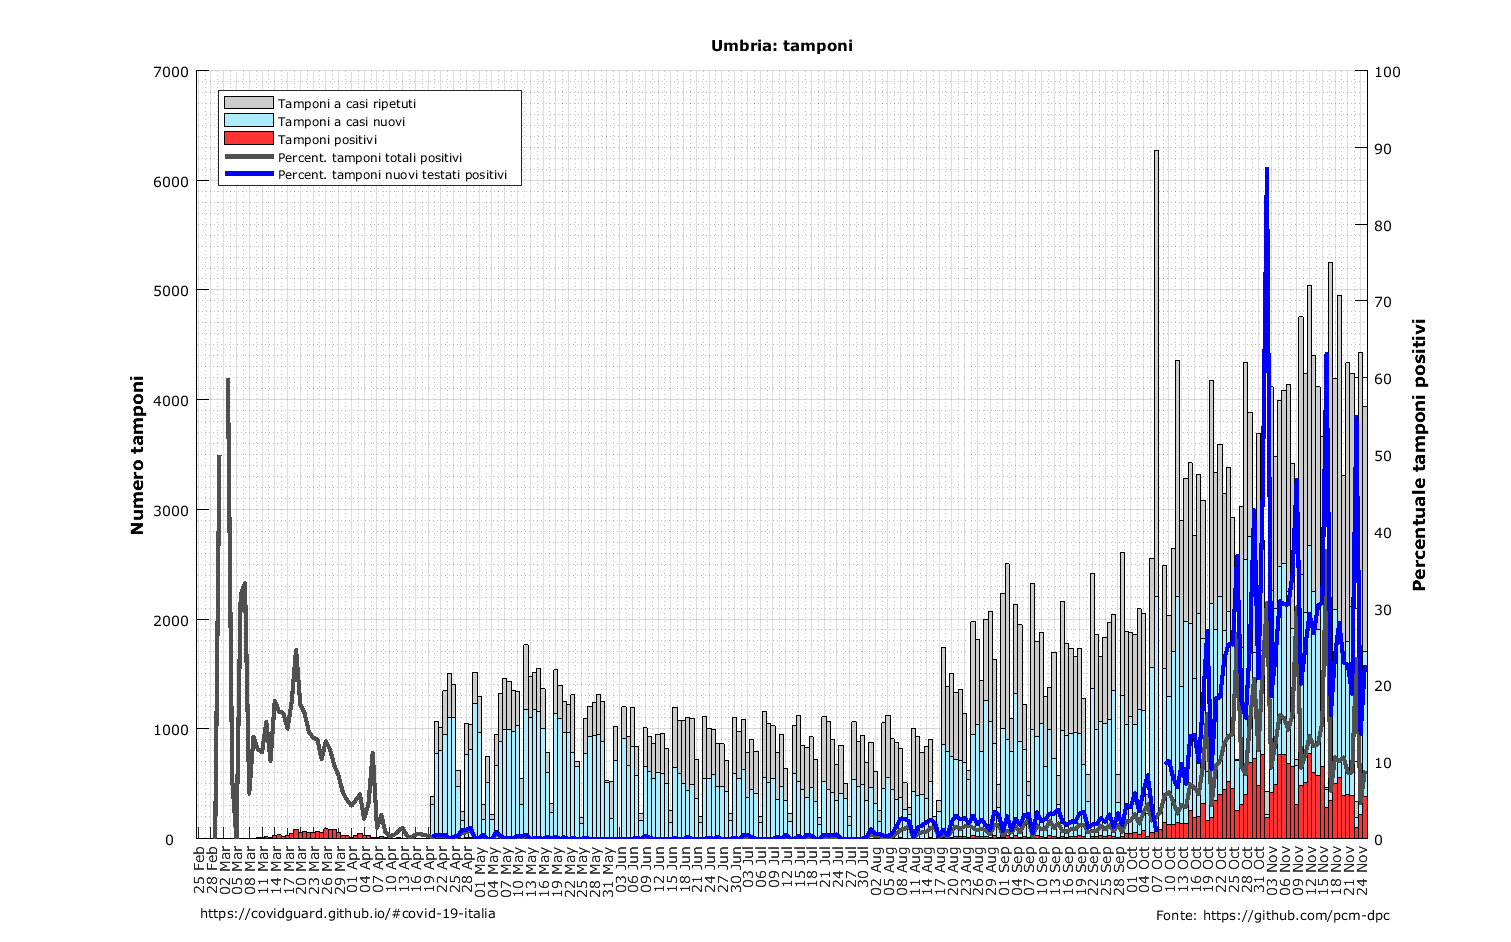 Umbria: tamponi
Tamponi a casi ripetuti
Tamponi a casi nuovi
Tamponi positivi
Percent. tamponi totali positivi
Percent. tamponi nuovi testati positivi
Numero tamponi
7000
6000
5000
4000
3000
2000
1000
0
Percentuale tamponi positivi
100
90
80
70
60
50
40
30
20
10
0
25 Feb
28 Feb
02 Mar
05 Mar
08 Mar
11 Mar
14 Mar
17 Mar
20 Mar
23 Mar
26 Mar
29 Mar
01 Apr
04 Apr
07 Apr
10 Apr
13 Apr
16 Apr
19 Apr
22 Apr
25 Apr
28 Apr
01 May
04 May
07 May
10 May
13 May
16 May
19 May
22 May
25 May
28 May
31 May
03 Jun
06 Jun
09 Jun
12 Jun
15 Jun
18 Jun
21 Jun
24 Jun
27 Jun
30 Jun
03 Jul
06 Jul
09 Jul
12 Jul
15 Jul
18 Jul
21 Jul
24 Jul
27 Jul
30 Jul
02 Aug
05 Aug
08 Aug
11 Aug
14 Aug
17 Aug
20 Aug
23 Aug
26 Aug
29 Aug
01 Sep
04 Sep
07 Sep
10 Sep
13 Sep
16 Sep
19 Sep
22 Sep
25 Sep
28 Sep
01 Oct
04 Oct
07 Oct
10 Oct
13 Oct
16 Oct
19 Oct
22 Oct
25 Oct
28 Oct
31 Oct
03 Nov
06 Nov
09 Nov
12 Nov
15 Nov
18 Nov
21 Nov
24 Nov
https://covidguard.github.io/#covid-19-italia
Fonte: https://github.com/pcm-dpc